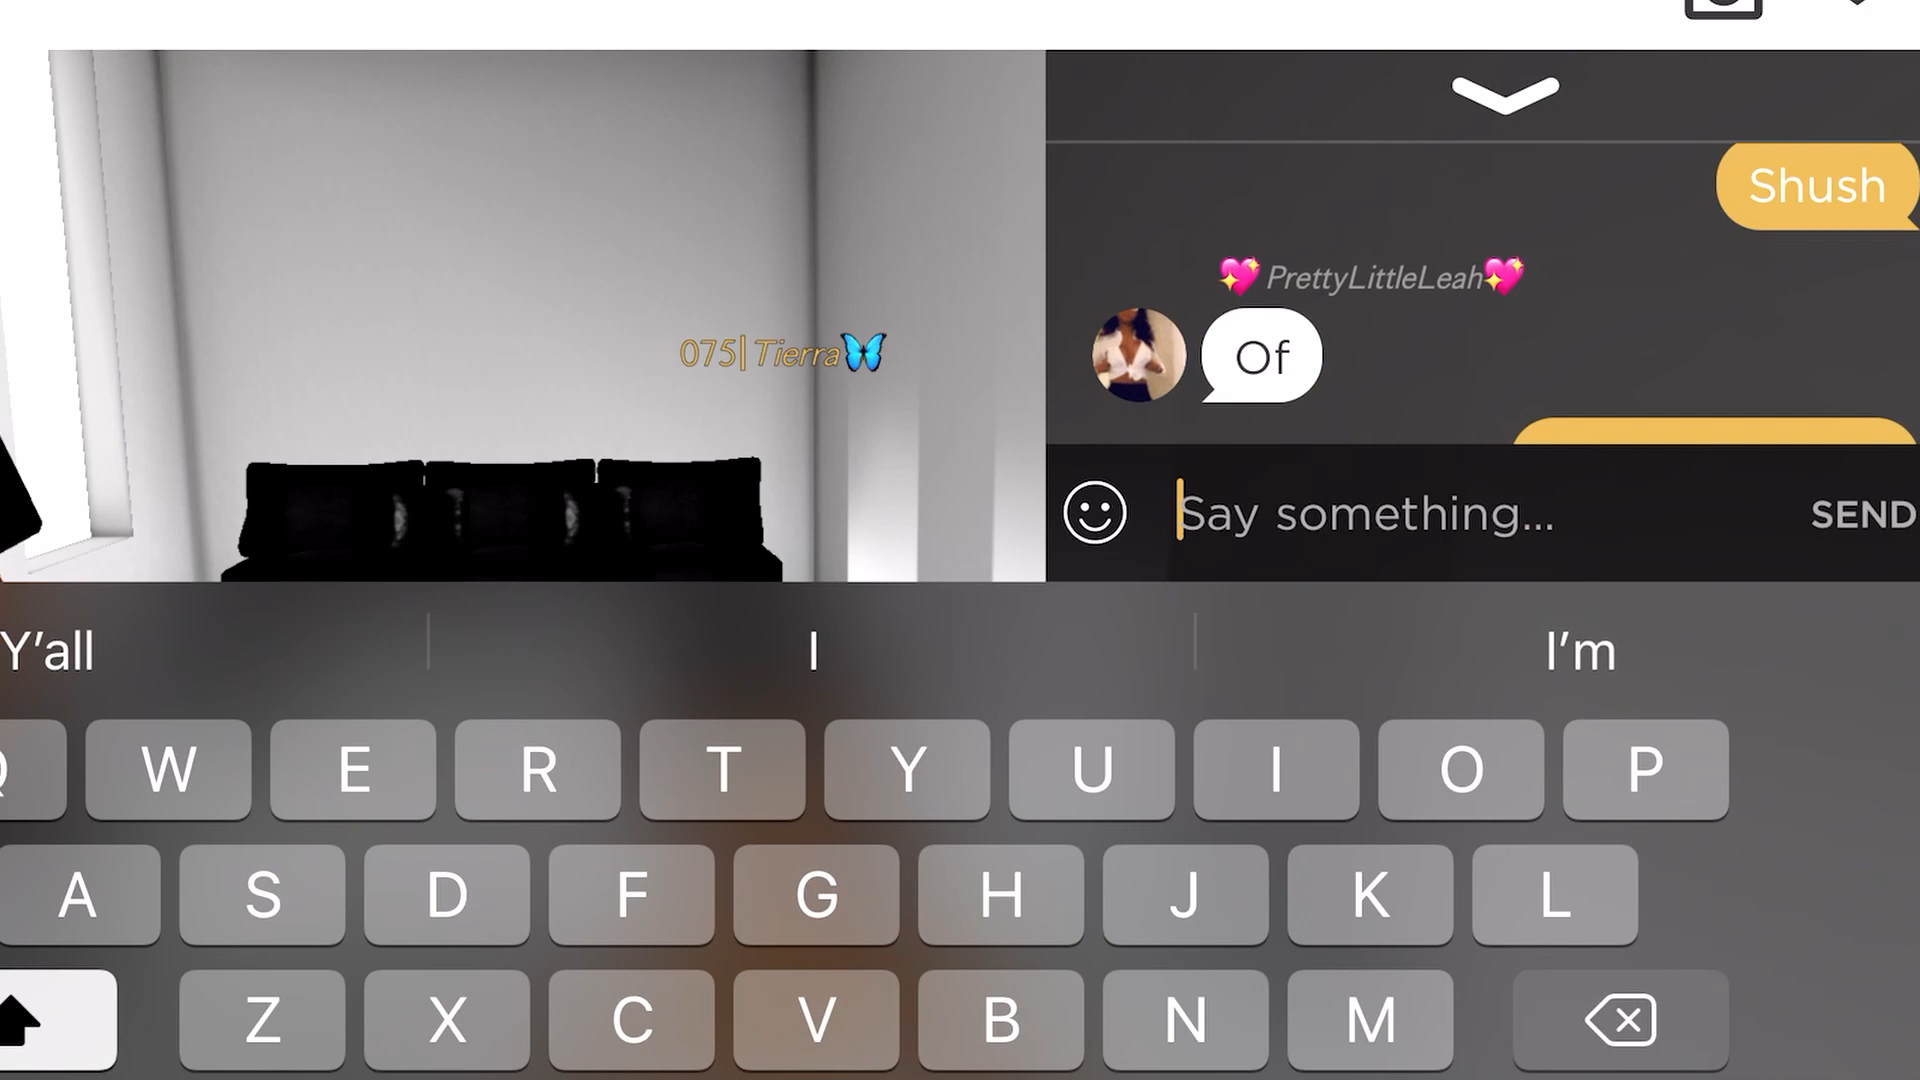 Shush
💖PrettyLittleLeah💖
Of
075|Tierra🦋
Say something... SEND
Y'all I I'm
Q W E R T Y U I O P
A S D F G H J K L
Z X C V B N M